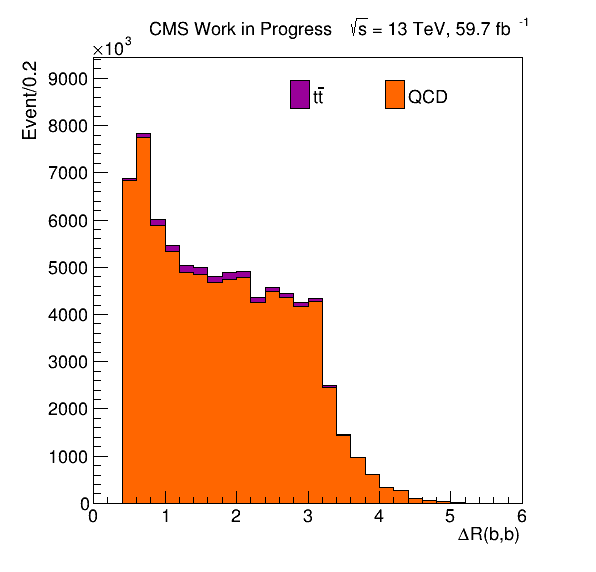 CMS Work in Progress √s = 13 TeV, 59.7 fb⁻¹
×10³
Event/0.2
tt̄
QCD
9000
8000
7000
6000
5000
4000
3000
2000
1000
0
0 1 2 3 4 5 6
ΔR(b,b)